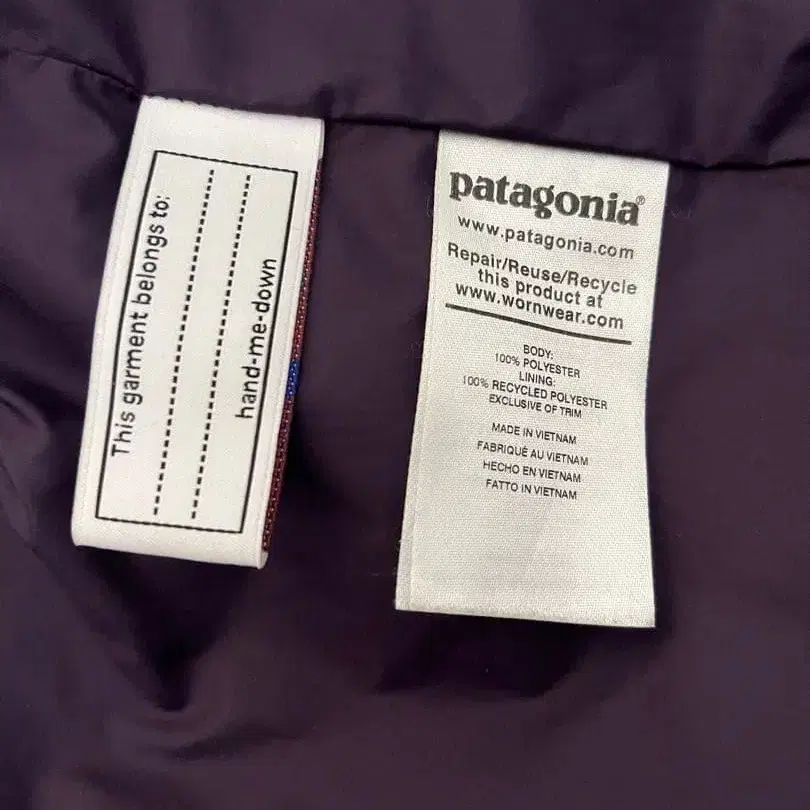 This garment belongs to:
hand-me-down
patagonia®
www.patagonia.com
Repair/Reuse/Recycle
this product at
www.wornwear.com
BODY:
100% POLYESTER
LINING:
100% RECYCLED POLYESTER
EXCLUSIVE OF TRIM
MADE IN VIETNAM
FABRIQUÉ AU VIETNAM
HECHO EN VIETNAM
FATTO IN VIETNAM